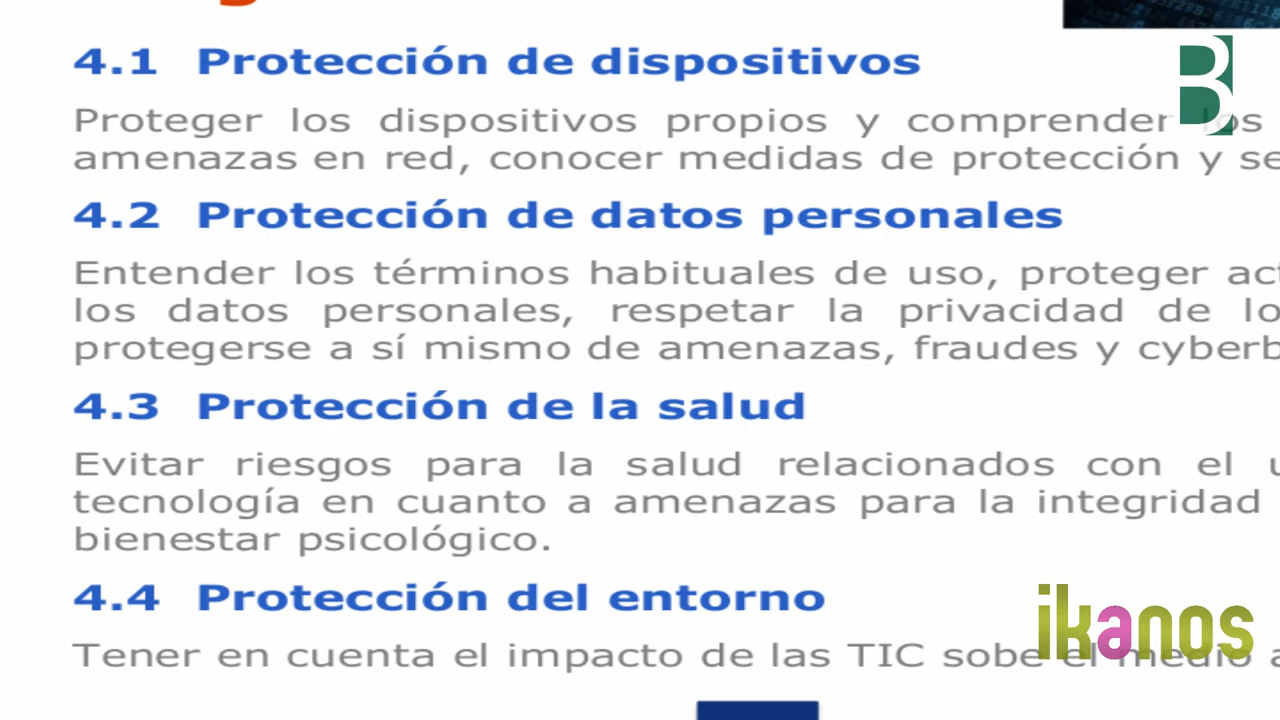 4.1 Protección de dispositivos
Proteger los dispositivos propios y comprender los
amenazas en red, conocer medidas de protección y
4.2 Protección de datos personales
Entender los términos habituales de uso, proteger
los datos personales, respetar la privacidad de
protegerse a sí mismo de amenazas, fraudes y
4.3 Protección de la salud
Evitar riesgos para la salud relacionados con el
tecnología en cuanto a amenazas para la integridad
bienestar psicológico.
4.4 Protección del entorno
Tener en cuenta el impacto de las TIC sobe el medio
B
ikanos